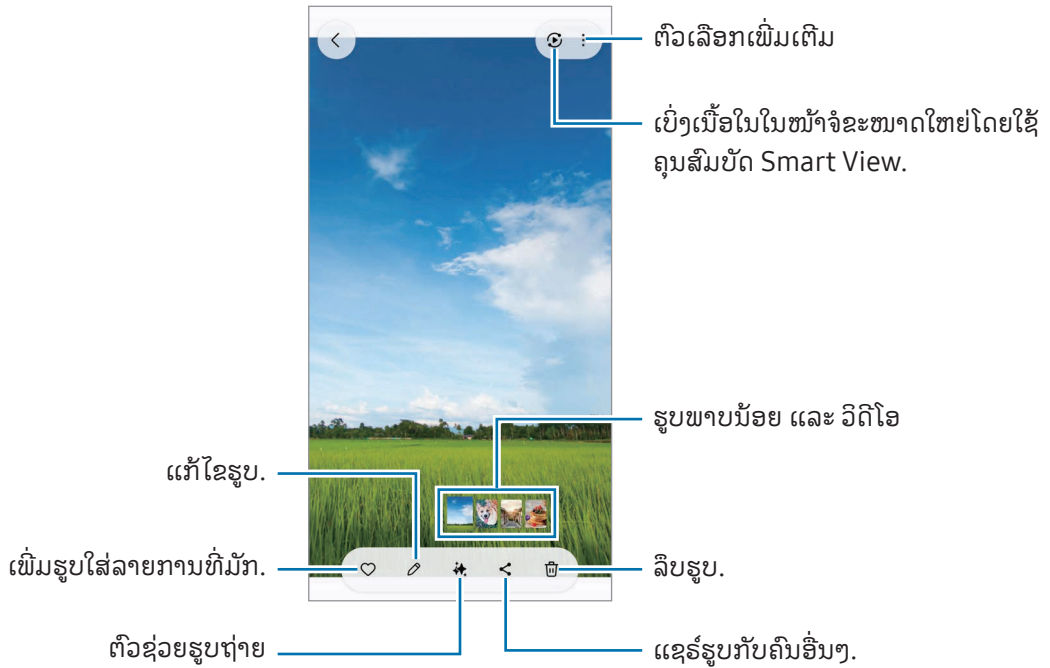 ຕົວເລືອກເພີ່ມເຕີມ
ເບິ່ງເນື້ອໃນໃນໜ້າຈໍຂະໜາດໃຫຍ່ໂດຍໃຊ້
ຄຸນສົມບັດ Smart View.
ຮູບພາບນ້ອຍ ແລະ ວິດີໂອ
ແກ້ໄຂຮູບ.
ເພີ່ມຮູບໃສ່ລາຍການທີ່ມັກ.
ລຶບຮູບ.
ຕົວຊ່ວຍຮູບຖ່າຍ
ແຊຣ໌ຮູບກັບຄົນອື່ນໆ.